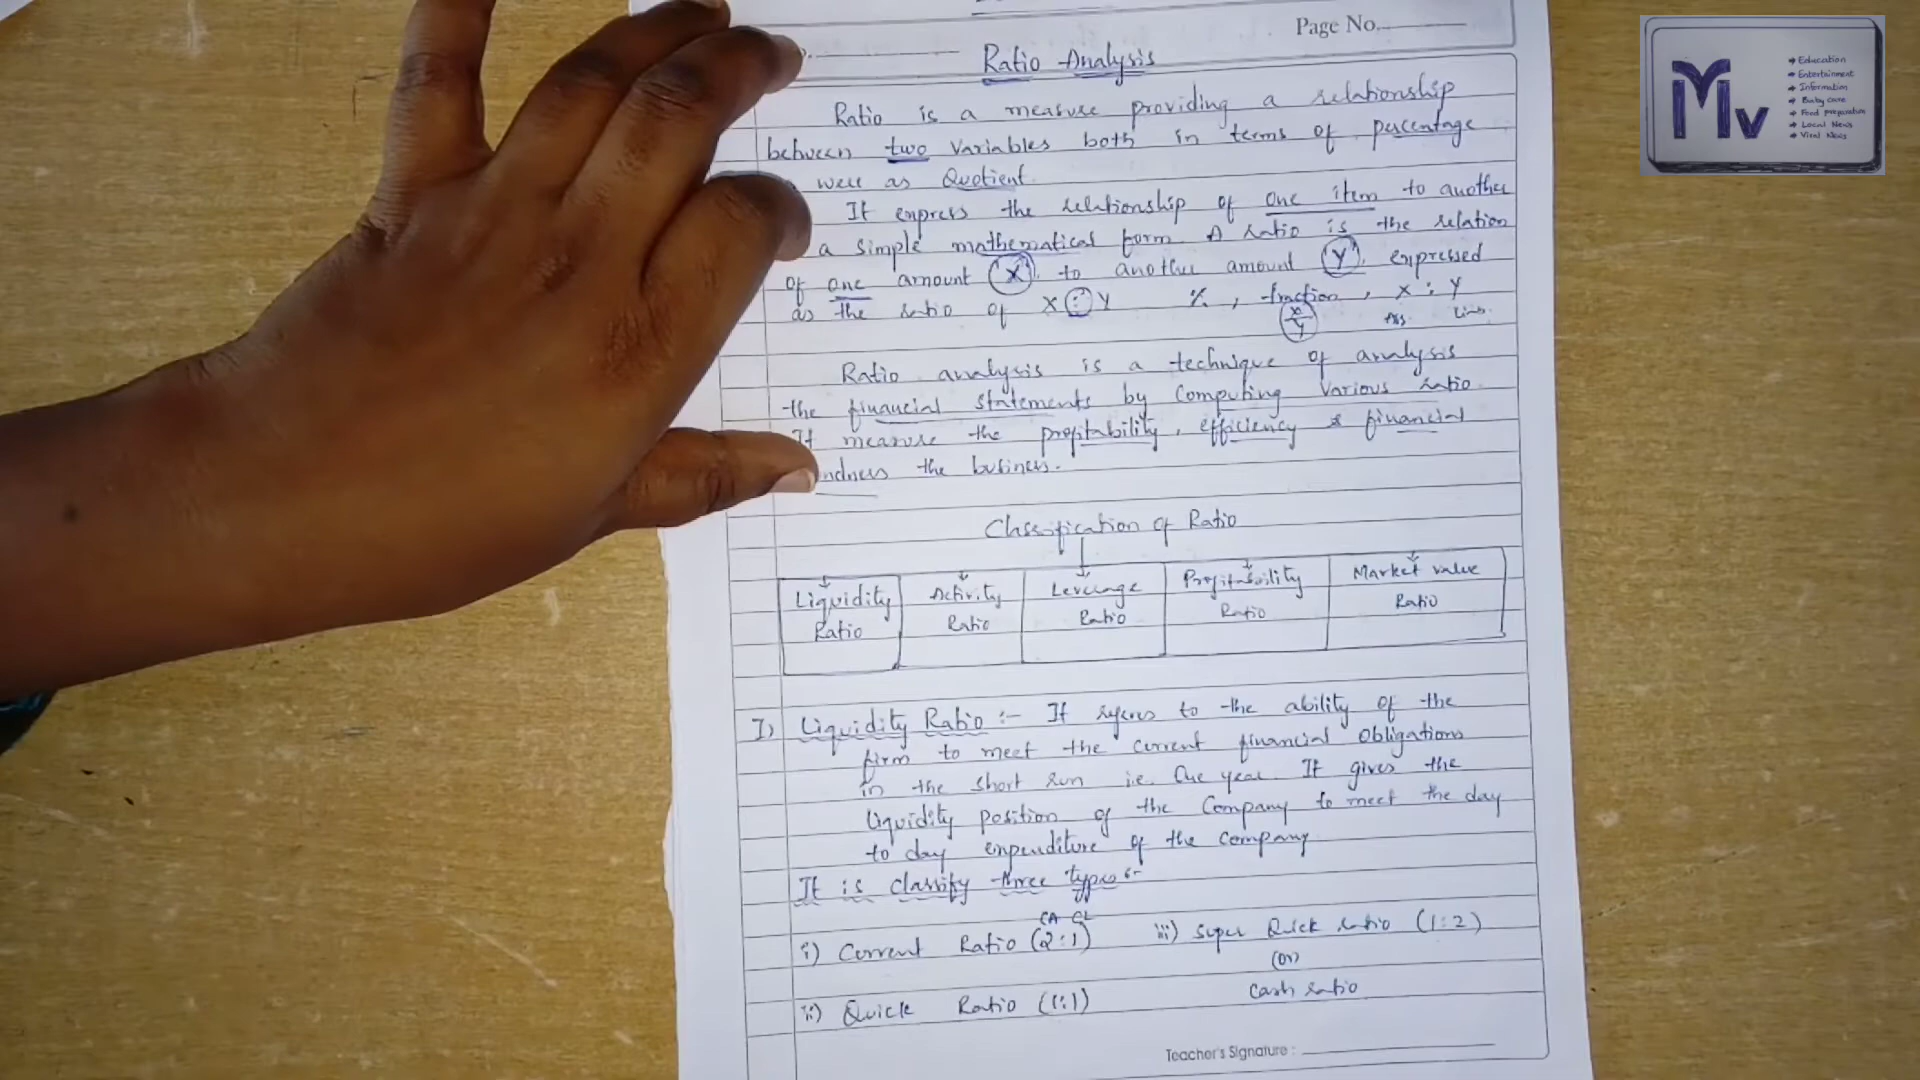 Page No.
Ratio Analysis
Ratio is a measure providing a relationship
between two variables both in terms of percentage
well as Quotient.
It express the relationship of one item to another
a simple mathematical form. A ratio is the relation
of one amount 'X' to another amount 'Y' expressed
as the ratio of X : Y %, fraction, X : Y
x/y Ass. Liab.
Ratio analysis is a technique of analysis
the financial statements by computing various ratio
It measure the profitability, efficiency & financial
the business.
Classification of Ratio
Liquidity Ratio
Activity Ratio
Leverage Ratio
Profitability Ratio
Market value Ratio
I) Liquidity Ratio :- It referes to the ability of the
firm to meet the current financial obligations
in the short run i.e. One year. It gives the
liquidity position of the Company to meet the day
to day expenditure of the company.
It is classify three types :-
CA CL
i) Current Ratio (2:1) iii) Super Quick ratio (1:2)
(or)
Cash ratio
ii) Quick Ratio (1:1)
Teacher's Signature :
MV
→ Education
→ Entertainment
→ Information
→ Baby care
→ Food preparation
→ Local News
→ Viral News